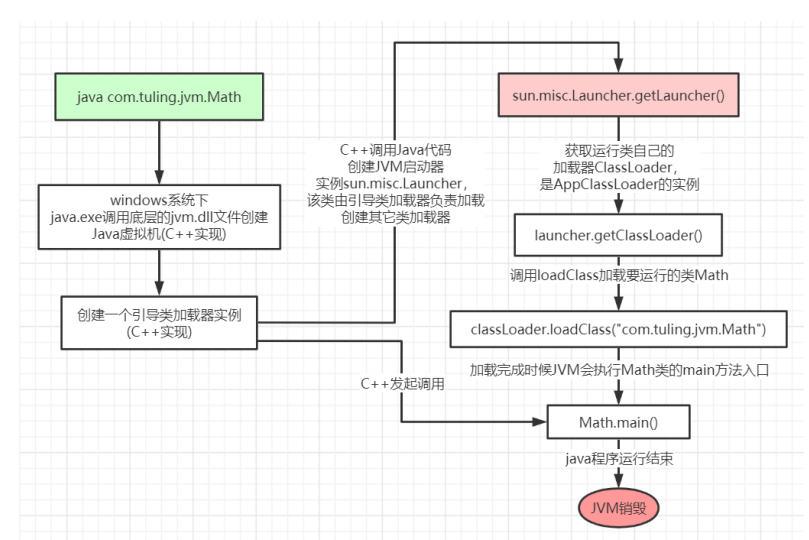 java com.tuling.jvm.Math
windows系统下
java.exe调用底层的jvm.dll文件创建
Java虚拟机(C++实现)
创建一个引导类加载器实例
(C++实现)
C++调用Java代码
创建JVM启动器
实例sun.misc.Launcher,
该类由引导类加载器负责加载
创建其它类加载器
C++发起调用
sun.misc.Launcher.getLauncher()
获取运行类自己的
加载器ClassLoader,
是AppClassLoader的实例
launcher.getClassLoader()
调用loadClass加载要运行的类Math
classLoader.loadClass("com.tuling.jvm.Math")
加载完成时候JVM会执行Math类的main方法入口
Math.main()
java程序运行结束
JVM销毁